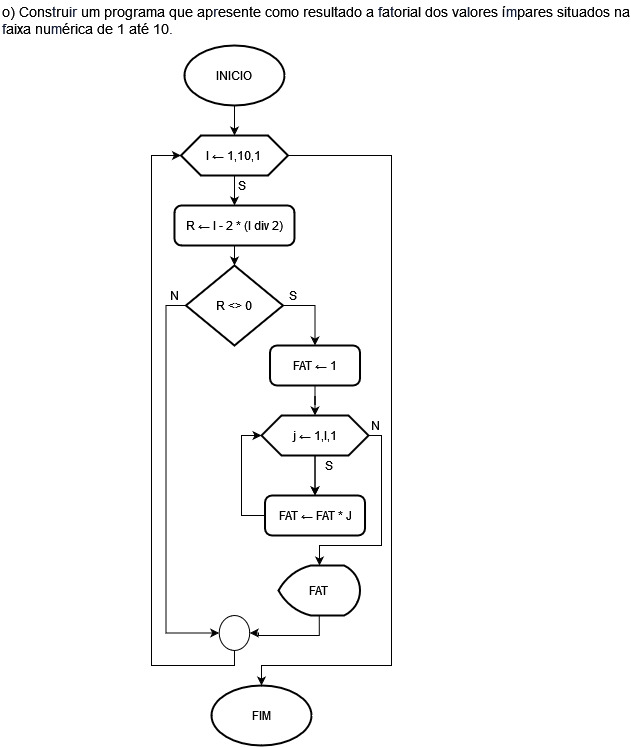 o) Construir um programa que apresente como resultado a fatorial dos valores ímpares situados na
faixa numérica de 1 até 10.
INICIO
I ← 1,10,1
S
R ← I - 2 * (I div 2)
N
S
R <> 0
FAT ← 1
N
j ← 1,I,1
S
FAT ← FAT * J
FAT
FIM